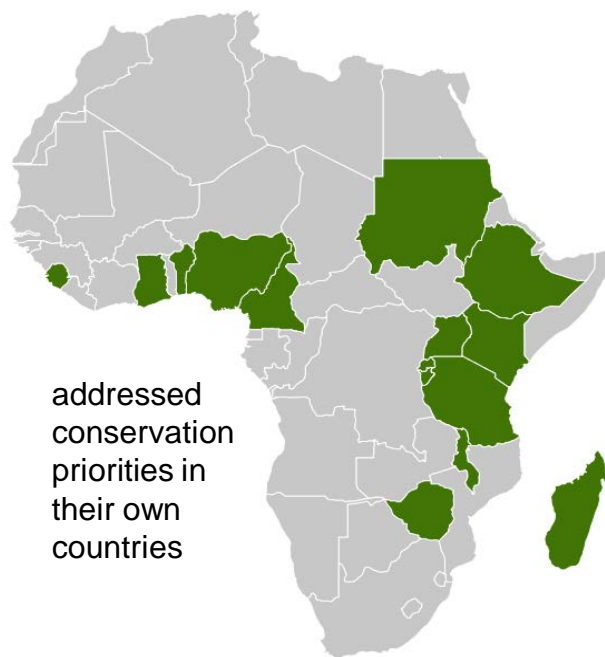 addressed
conservation
priorities in
their own
countries